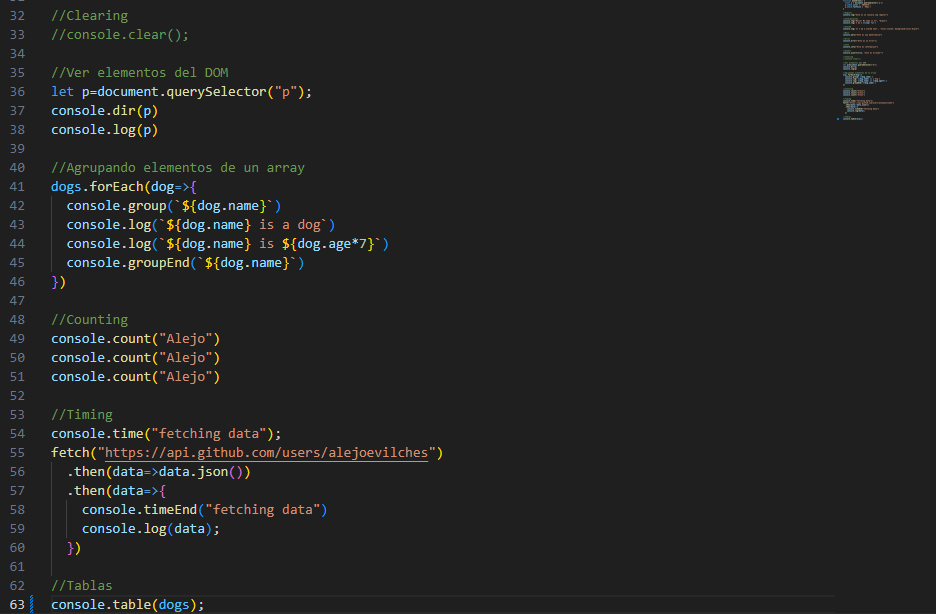 32 //Clearing
33 //console.clear();
34
35 //Ver elementos del DOM
36 let p=document.querySelector("p");
37 console.dir(p)
38 console.log(p)
39
40 //Agrupando elementos de un array
41 dogs.forEach(dog=>{
42   console.group(`${dog.name}`)
43   console.log(`${dog.name} is a dog`)
44   console.log(`${dog.name} is ${dog.age*7}`)
45   console.groupEnd(`${dog.name}`)
46 })
47
48 //Counting
49 console.count("Alejo")
50 console.count("Alejo")
51 console.count("Alejo")
52
53 //Timing
54 console.time("fetching data");
55 fetch("https://api.github.com/users/alejoevilches")
56   .then(data=>data.json())
57   .then(data=>{
58     console.timeEnd("fetching data")
59     console.log(data);
60   })
61
62 //Tablas
63 console.table(dogs);